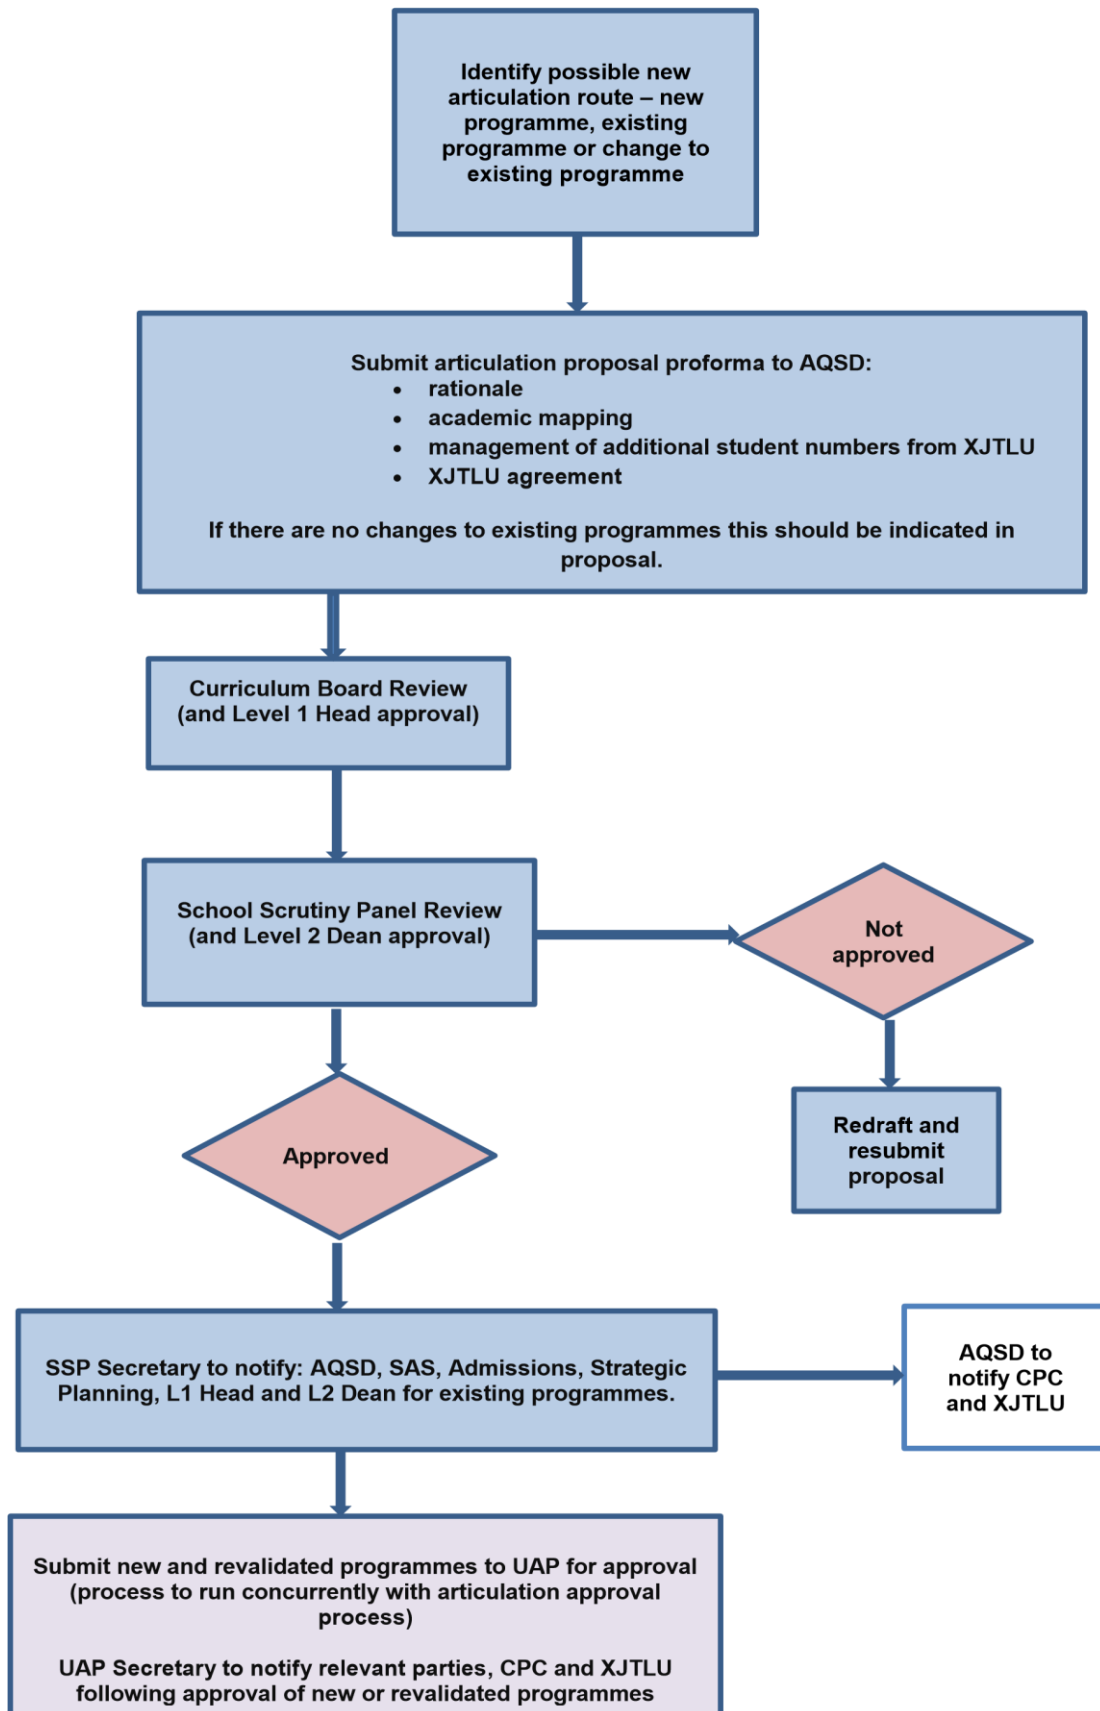 Identify possible new
articulation route – new
programme, existing
programme or change to
existing programme
Submit articulation proposal proforma to AQSD:
• rationale
• academic mapping
• management of additional student numbers from XJTLU
• XJTLU agreement
If there are no changes to existing programmes this should be indicated in
proposal.
Curriculum Board Review
(and Level 1 Head approval)
School Scrutiny Panel Review
(and Level 2 Dean approval)
Not
approved
Approved
Redraft and
resubmit
proposal
SSP Secretary to notify: AQSD, SAS, Admissions, Strategic
Planning, L1 Head and L2 Dean for existing programmes.
AQSD to
notify CPC
and XJTLU
Submit new and revalidated programmes to UAP for approval
(process to run concurrently with articulation approval
process)
UAP Secretary to notify relevant parties, CPC and XJTLU
following approval of new or revalidated programmes